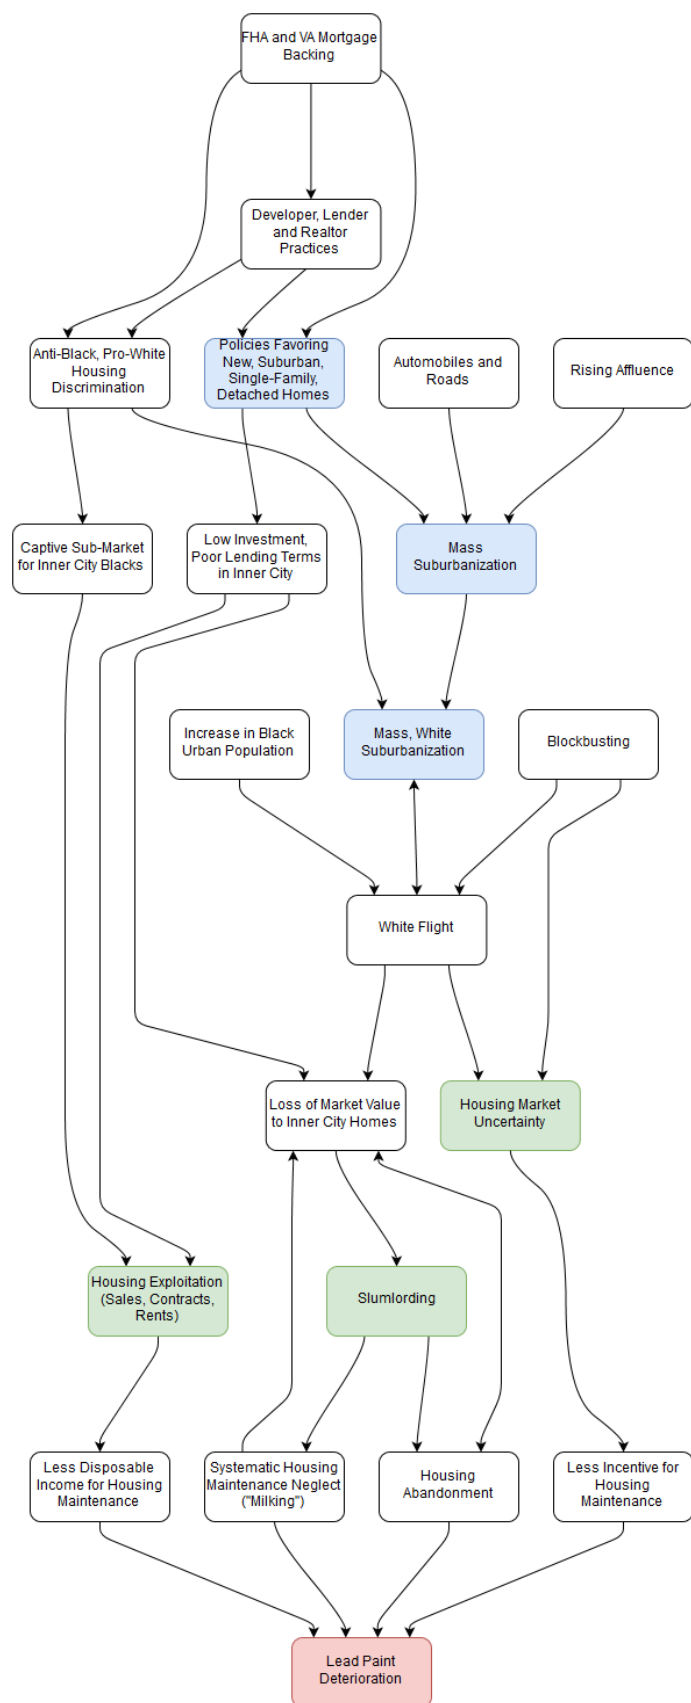 FHA and VA Mortgage
Backing
Developer, Lender
and Realtor
Practices
Anti-Black, Pro-White
Housing
Discrimination
Policies Favoring
New, Suburban,
Single-Family,
Detached Homes
Automobiles and
Roads
Rising Affluence
Captive Sub-Market
for Inner City Blacks
Low Investment,
Poor Lending Terms
in Inner City
Mass
Suburbanization
Increase in Black
Urban Population
Mass, White
Suburbanization
Blockbusting
White Flight
Loss of Market Value
to Inner City Homes
Housing Market
Uncertainty
Housing Exploitation
(Sales, Contracts,
Rents)
Slumlording
Less Disposable
Income for Housing
Maintenance
Systematic Housing
Maintenance Neglect
("Milking")
Housing
Abandonment
Less Incentive for
Housing
Maintenance
Lead Paint
Deterioration